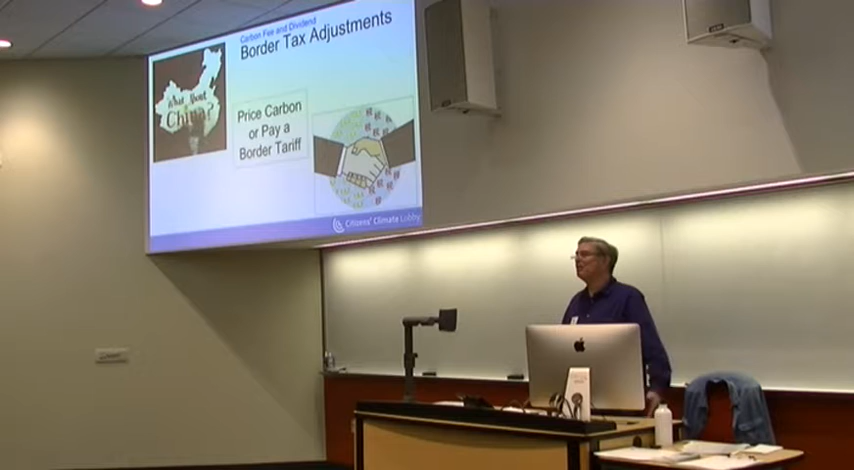 Carbon Fee and Dividend
Border Tax Adjustments
What About
China?
Price Carbon
or Pay a
Border Tariff
Citizens' Climate Lobby